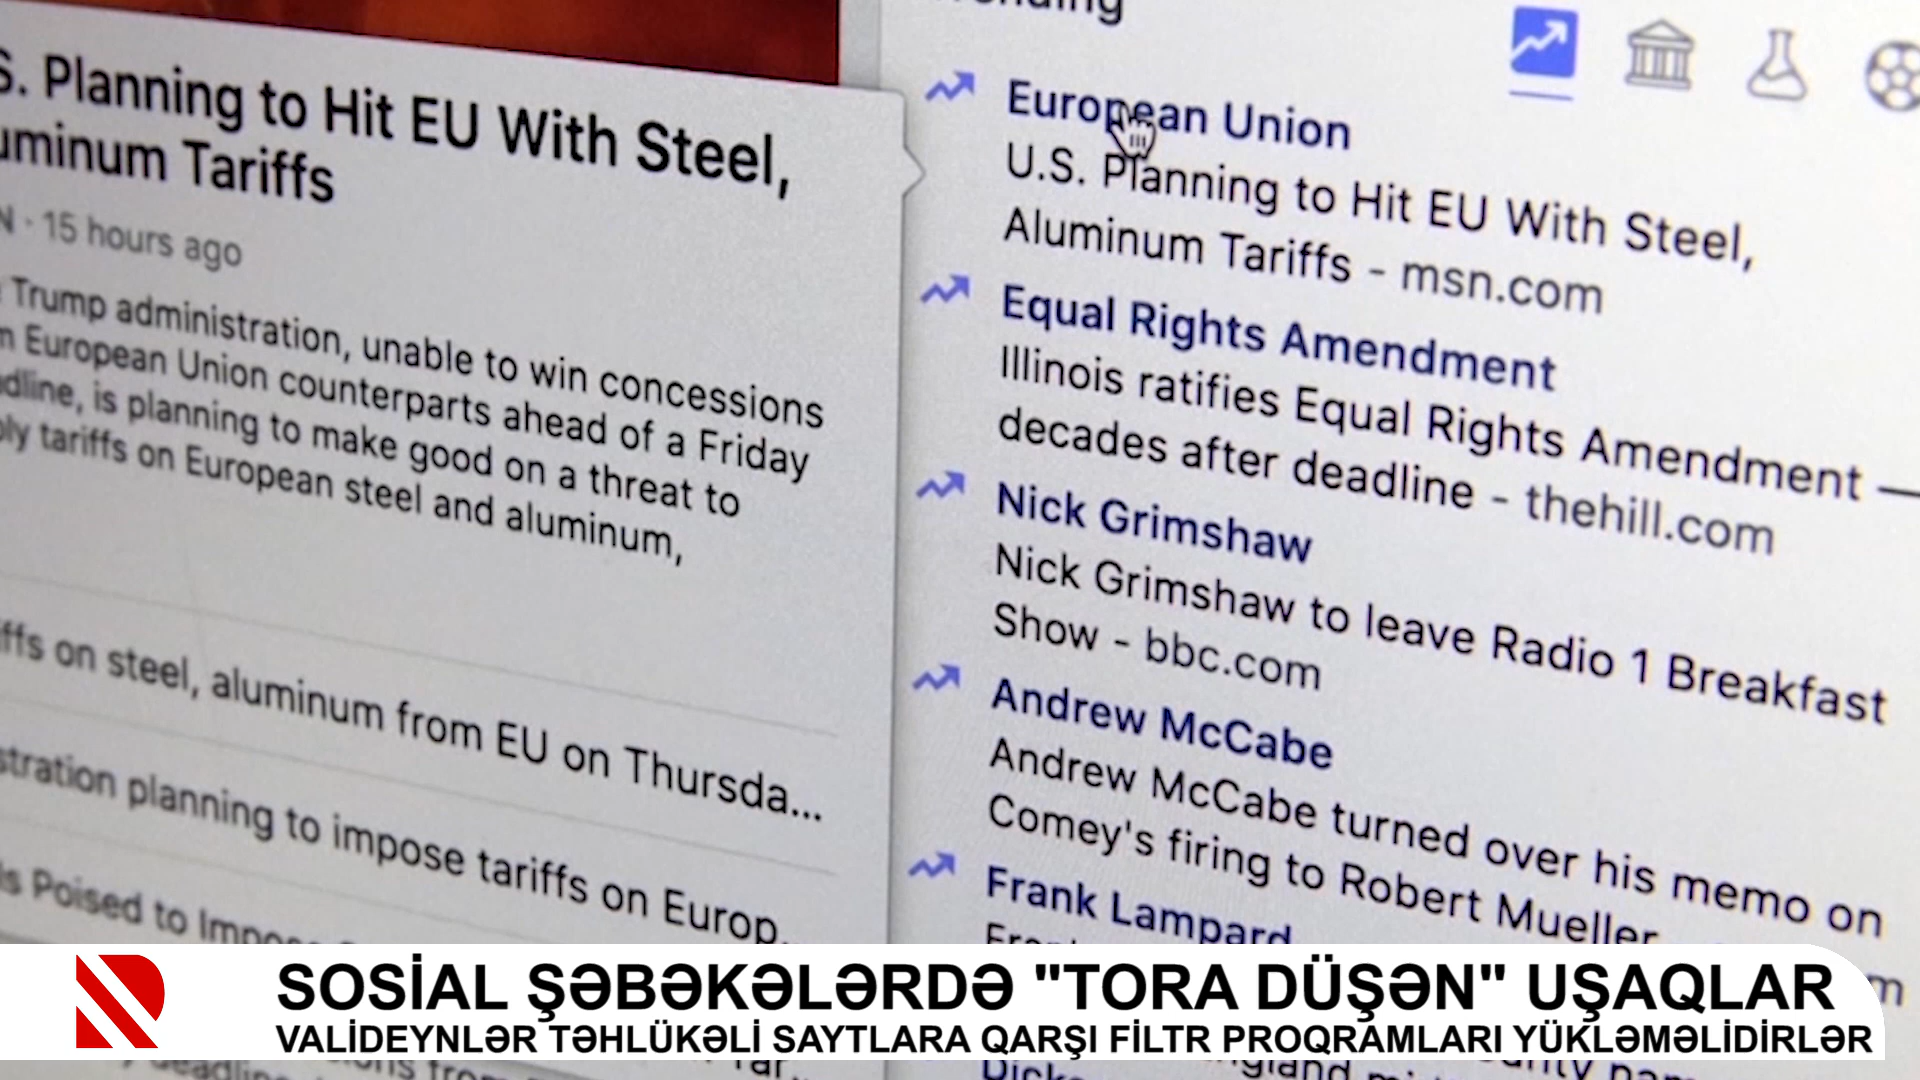 S. Planning to Hit EU With Steel,
uminum Tariffs
N · 15 hours ago
Trump administration, unable to win concessions
m European Union counterparts ahead of a Friday
dline, is planning to make good on a threat to
ply tariffs on European steel and aluminum,
iffs on steel, aluminum from EU on Thursda...
stration planning to impose tariffs on Europ...
ls Poised to
European Union
U.S. Planning to Hit EU With Steel,
Aluminum Tariffs - msn.com
Equal Rights Amendment
Illinois ratifies Equal Rights Amendment —
decades after deadline - thehill.com
Nick Grimshaw
Nick Grimshaw to leave Radio 1 Breakfast
Show - bbc.com
Andrew McCabe
Andrew McCabe turned over his memo on
Comey's firing to Robert Mueller
Frank Lampard
SOSİAL ŞƏBƏKƏLƏRDƏ "TORA DÜŞƏN" UŞAQLAR
VALİDEYNLƏR TƏHLÜKƏLİ SAYTLARA QARŞI FİLTR PROQRAMLARI YÜKLƏMƏLİDİRLƏR